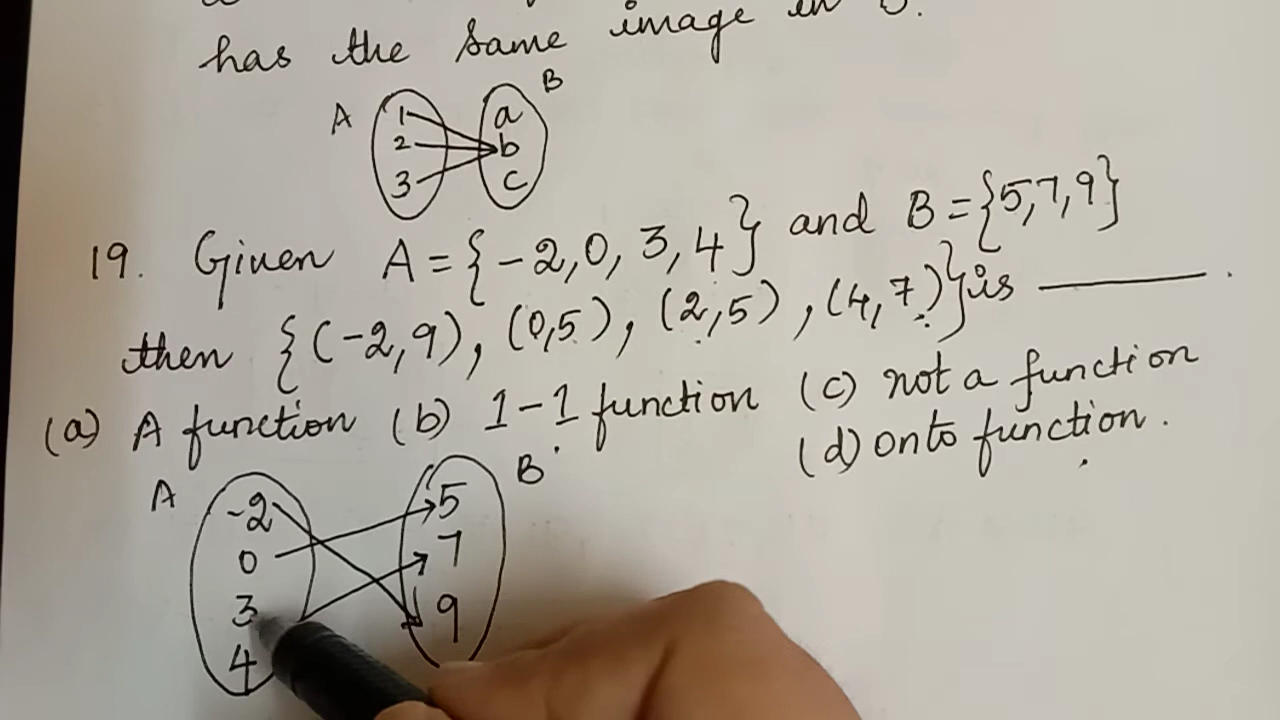 has the same image in B.
A
B
1 a
2 b
3 c
19. Given A = {-2, 0, 3, 4} and B = {5,7,9}
then {(-2,9), (0,5), (2,5), (4,7)} is ______.
(a) A function (b) 1-1 function (c) not a function
(d) onto function.
A
B
-2 5
0 7
3 9
4